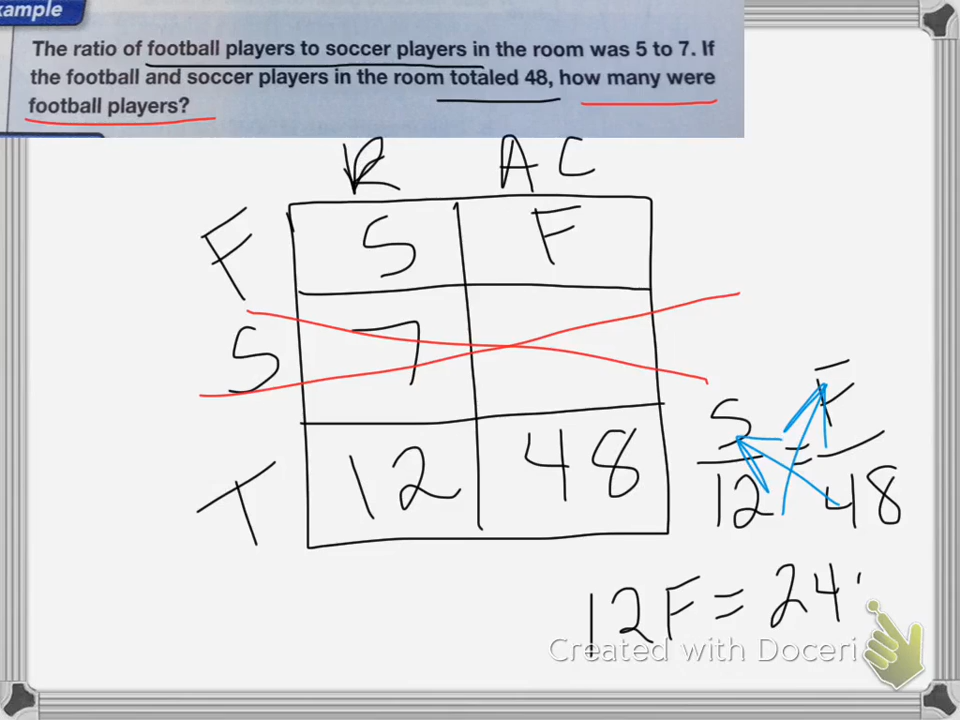 example
The ratio of football players to soccer players in the room was 5 to 7. If
the football and soccer players in the room totaled 48, how many were
football players?
R AC
F 5 F
S 7
T 12 48
5 F
12 = 48
12F = 24
Created with Doceri